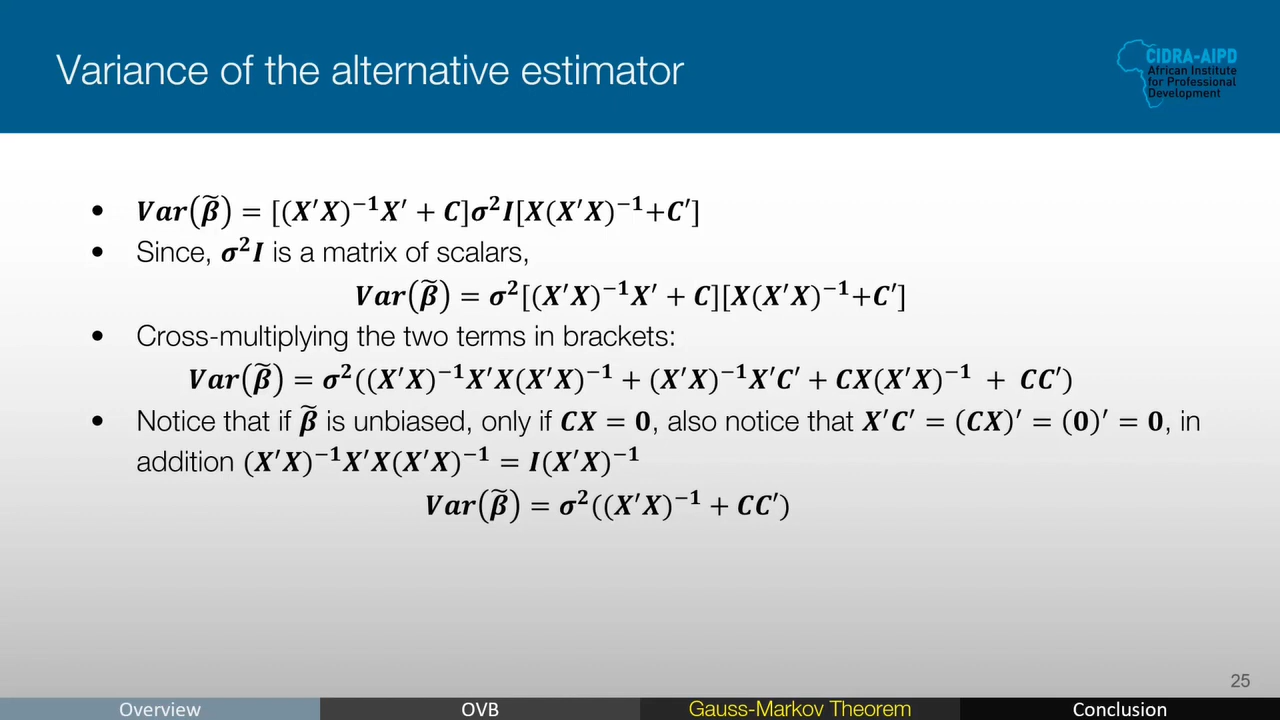 Variance of the alternative estimator
CIDRA-AIPD
African Institute
for Professional
Development
• Var(β̃) = [(X′X)⁻¹X′ + C]σ²I[X(X′X)⁻¹+C′]
• Since, σ²I is a matrix of scalars,
Var(β̃) = σ²[(X′X)⁻¹X′ + C][X(X′X)⁻¹+C′]
• Cross-multiplying the two terms in brackets:
Var(β̃) = σ²((X′X)⁻¹X′X(X′X)⁻¹ + (X′X)⁻¹X′C′ + CX(X′X)⁻¹ + CC′)
• Notice that if β̃ is unbiased, only if CX = 0, also notice that X′C′ = (CX)′ = (0)′ = 0, in
addition (X′X)⁻¹X′X(X′X)⁻¹ = I(X′X)⁻¹
Var(β̃) = σ²((X′X)⁻¹ + CC′)
25
Overview
OVB
Gauss-Markov Theorem
Conclusion